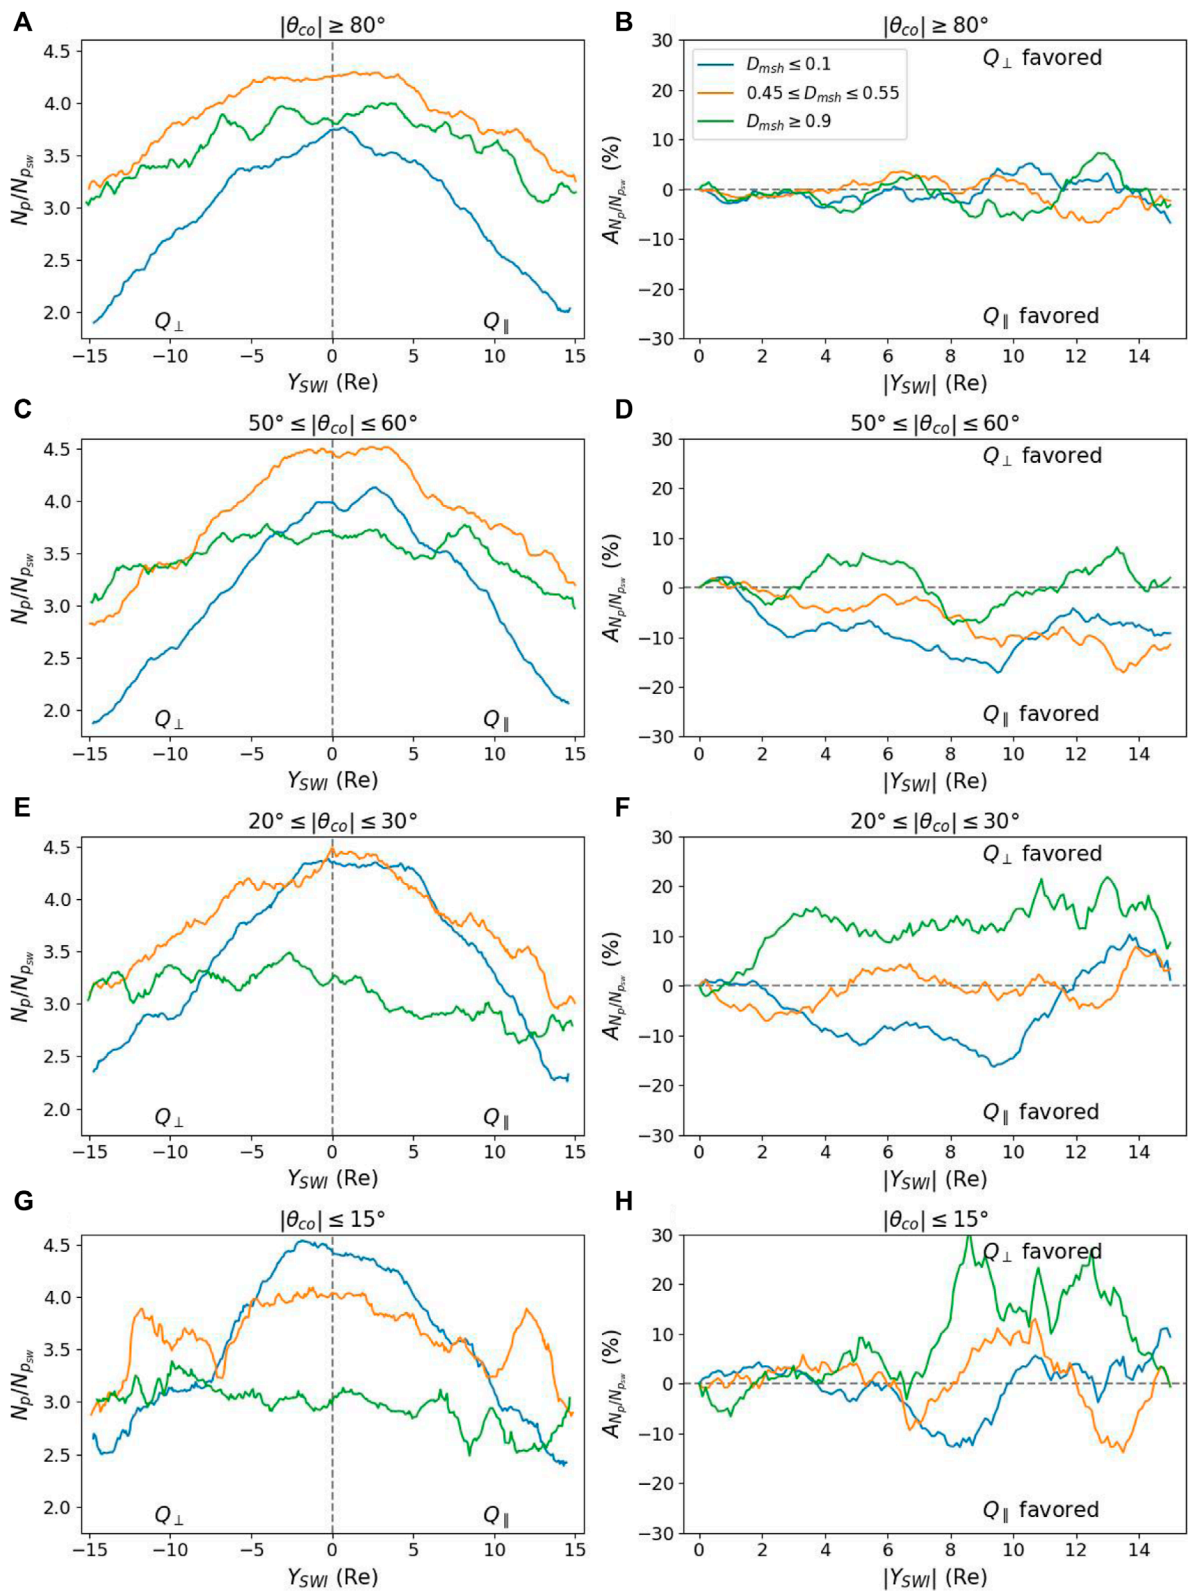 A
|θco| ≥ 80°
4.5
4.0
3.5
3.0
2.5
2.0
Np/Npsw
Q⊥
Q∥
−15 −10 −5 0 5 10 15
YSWI (Re)
B
|θco| ≥ 80°
30
20
10
0
−10
−20
−30
ANp/Npsw (%)
Dmsh ≤ 0.1
0.45 ≤ Dmsh ≤ 0.55
Dmsh ≥ 0.9
Q⊥ favored
Q∥ favored
0 2 4 6 8 10 12 14
|YSWI| (Re)
C
50° ≤ |θco| ≤ 60°
4.5
4.0
3.5
3.0
2.5
2.0
Np/Npsw
Q⊥
Q∥
−15 −10 −5 0 5 10 15
YSWI (Re)
D
50° ≤ |θco| ≤ 60°
30
20
10
0
−10
−20
−30
ANp/Npsw (%)
Q⊥ favored
Q∥ favored
0 2 4 6 8 10 12 14
|YSWI| (Re)
E
20° ≤ |θco| ≤ 30°
4.5
4.0
3.5
3.0
2.5
2.0
Np/Npsw
Q⊥
Q∥
−15 −10 −5 0 5 10 15
YSWI (Re)
F
20° ≤ |θco| ≤ 30°
30
20
10
0
−10
−20
−30
ANp/Npsw (%)
Q⊥ favored
Q∥ favored
0 2 4 6 8 10 12 14
|YSWI| (Re)
G
|θco| ≤ 15°
4.5
4.0
3.5
3.0
2.5
2.0
Np/Npsw
Q⊥
Q∥
−15 −10 −5 0 5 10 15
YSWI (Re)
H
|θco| ≤ 15°
30
20
10
0
−10
−20
−30
ANp/Npsw (%)
Q⊥ favored
Q∥ favored
0 2 4 6 8 10 12 14
|YSWI| (Re)